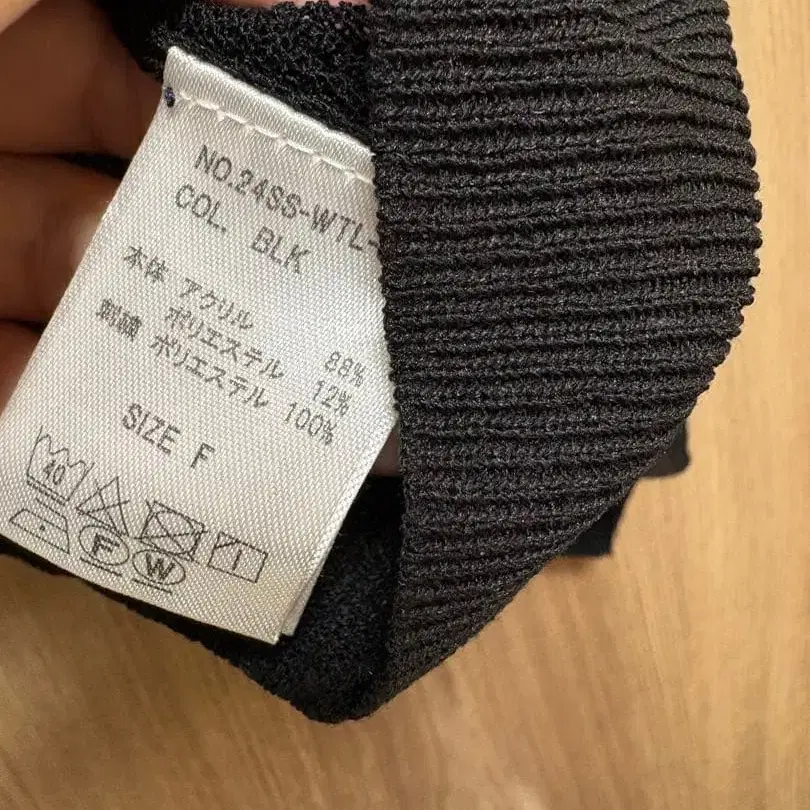 NO.24SS-WTL-
COL. BLK
本体 アクリル 88%
ポリエステル 12%
刺繍 ポリエステル 100%
SIZE F
40
F W